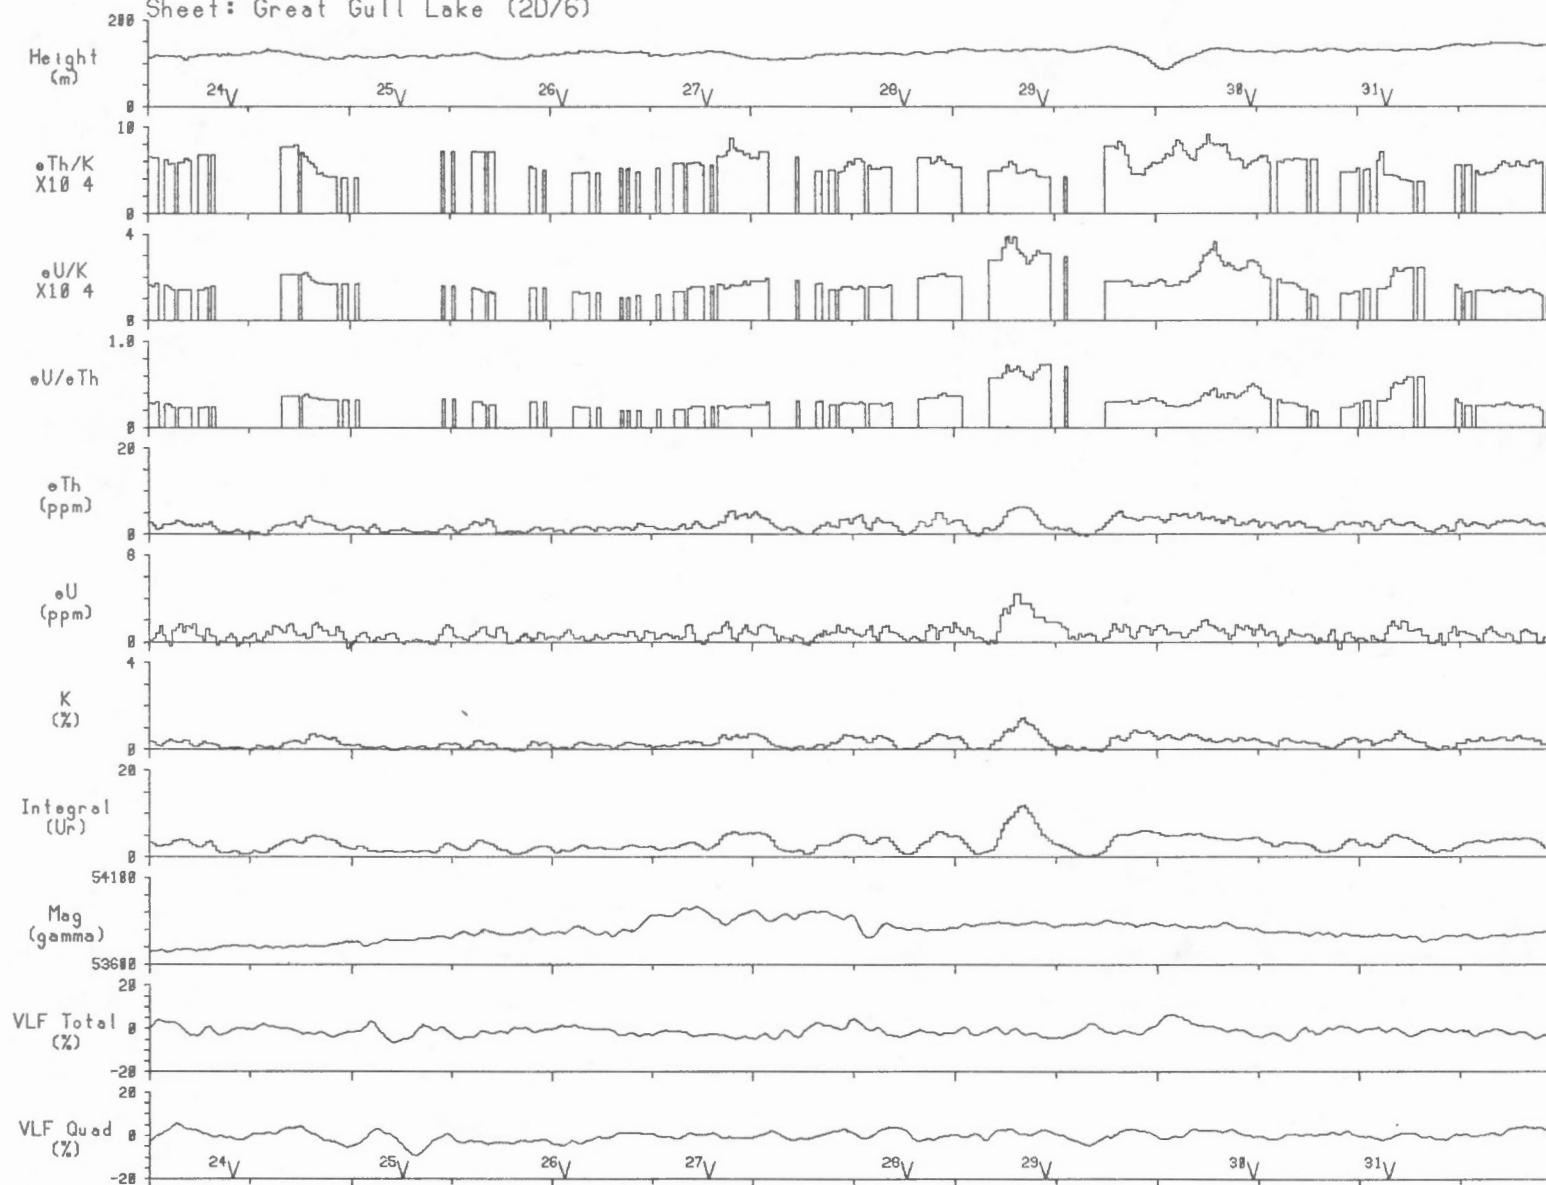 Sheet: Great Gull Lake (2D/6)
200
Height
(m)
24 25 26 27 28 29 30 31
0
10
eTh/K
X10 4
0
4
eU/K
X10 4
0
1.0
eU/eTh
0
20
eTh
(ppm)
0
8
eU
(ppm)
0
4
K
(%)
0
20
Integral
(Ur)
0
54100
Mag
(gamma)
53600
20
VLF Total 0
(%)
-20
20
VLF Quad 0
(%)
24 25 26 27 28 29 30 31
-20